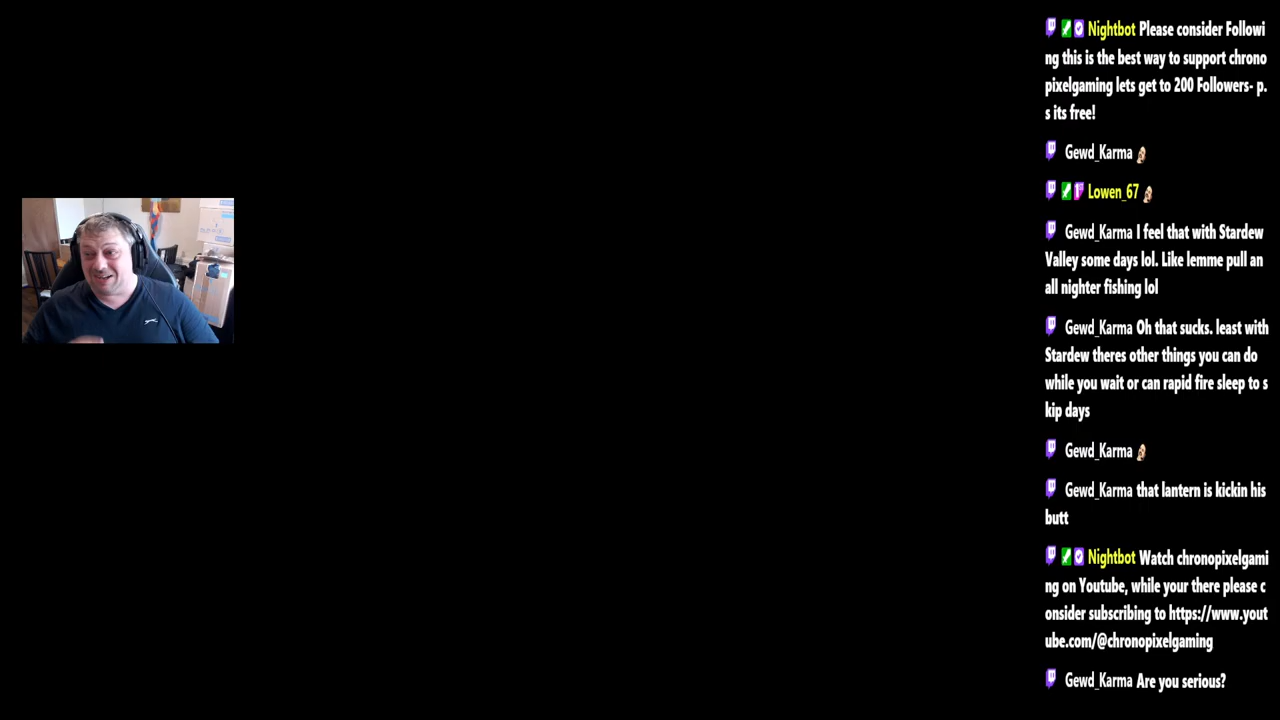 Nightbot Please consider Followi
ng this is the best way to support chrono
pixelgaming lets get to 200 Followers- p.
s its free!
Gewd_Karma
Lowen_67
Gewd_Karma I feel that with Stardew
Valley some days lol. Like lemme pull an
all nighter fishing lol
Gewd_Karma Oh that sucks. least with
Stardew theres other things you can do
while you wait or can rapid fire sleep to s
kip days
Gewd_Karma
Gewd_Karma that lantern is kickin his
butt
Nightbot Watch chronopixelgami
ng on Youtube, while your there please c
onsider subscribing to https://www.yout
ube.com/@chronopixelgaming
Gewd_Karma Are you serious?